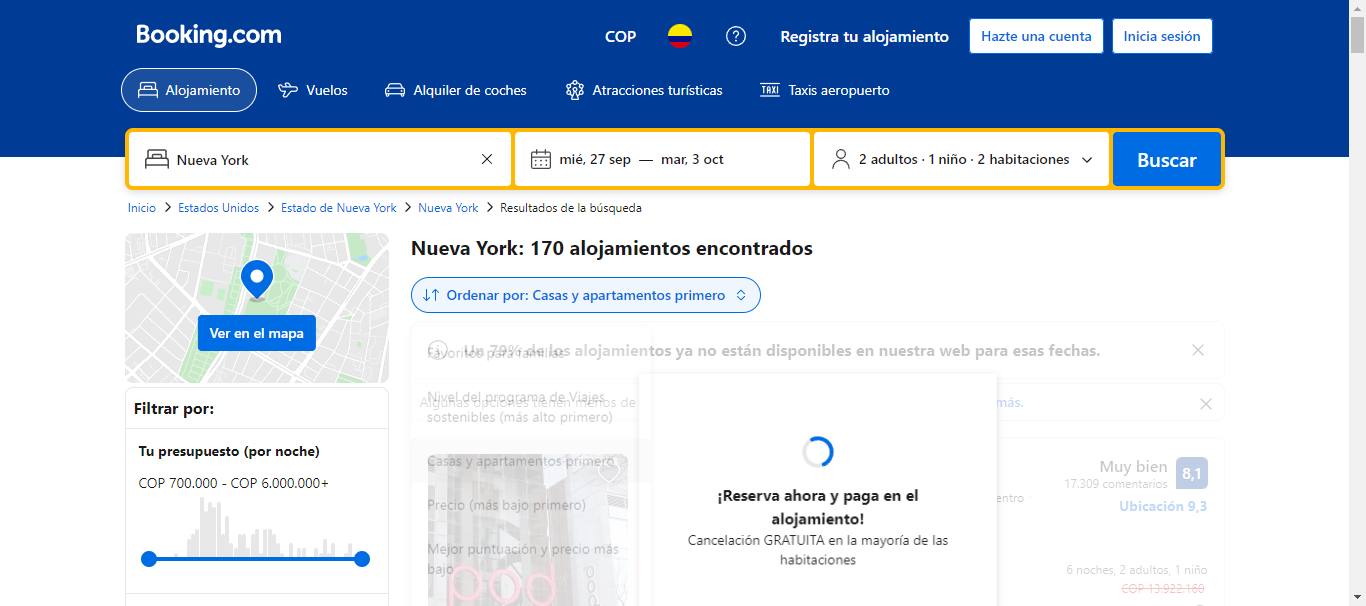 Booking.com
COP
Registra tu alojamiento
Hazte una cuenta
Inicia sesión
Alojamiento
Vuelos
Alquiler de coches
Atracciones turísticas
TAXI
Taxis aeropuerto
Nueva York
mié, 27 sep — mar, 3 oct
2 adultos · 1 niño · 2 habitaciones
Buscar
Inicio > Estados Unidos > Estado de Nueva York > Nueva York > Resultados de la búsqueda
Ver en el mapa
Filtrar por:
Tu presupuesto (por noche)
COP 700.000 - COP 6.000.000+
Nueva York: 170 alojamientos encontrados
Ordenar por: Casas y apartamentos primero
Un 79% de los alojamientos ya no están disponibles en nuestra web para esas fechas.
Favoritos para familias
Algunas opciones tienen menos de
más.
Nivel del programa de Viajes
sostenibles (más alto primero)
Casas y apartamentos primero
Precio (más bajo primero)
Mejor puntuación y precio más
bajo
pod
pod
¡Reserva ahora y paga en el
alojamiento!
Cancelación GRATUITA en la mayoría de las
habitaciones
entro
Muy bien
8,1
17.309 comentarios
Ubicación 9,3
6 noches, 2 adultos, 1 niño
COP 13.922.160